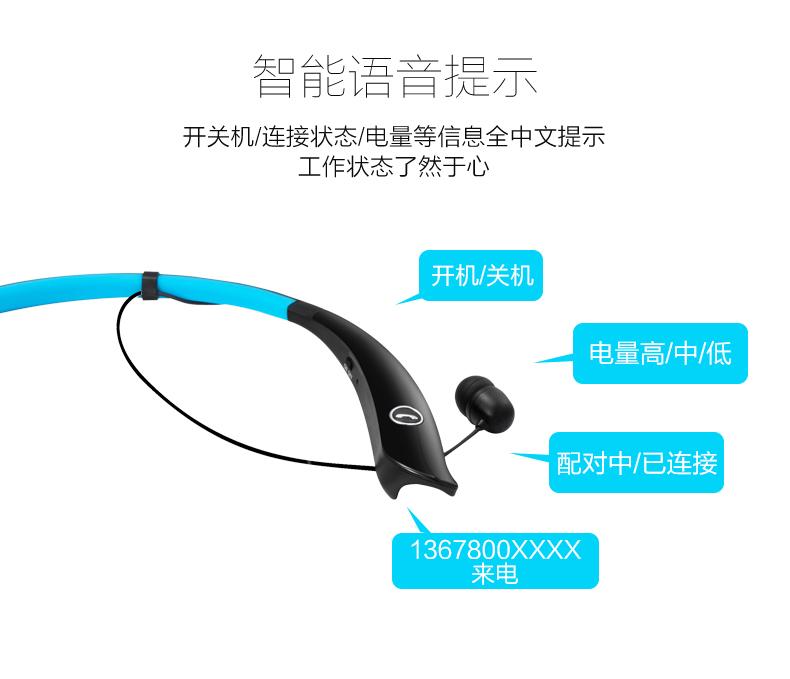 智能语音提示
开关机/连接状态/电量等信息全中文提示
工作状态了然于心
开机/关机
电量高/中/低
配对中/已连接
1367800XXXX
来电